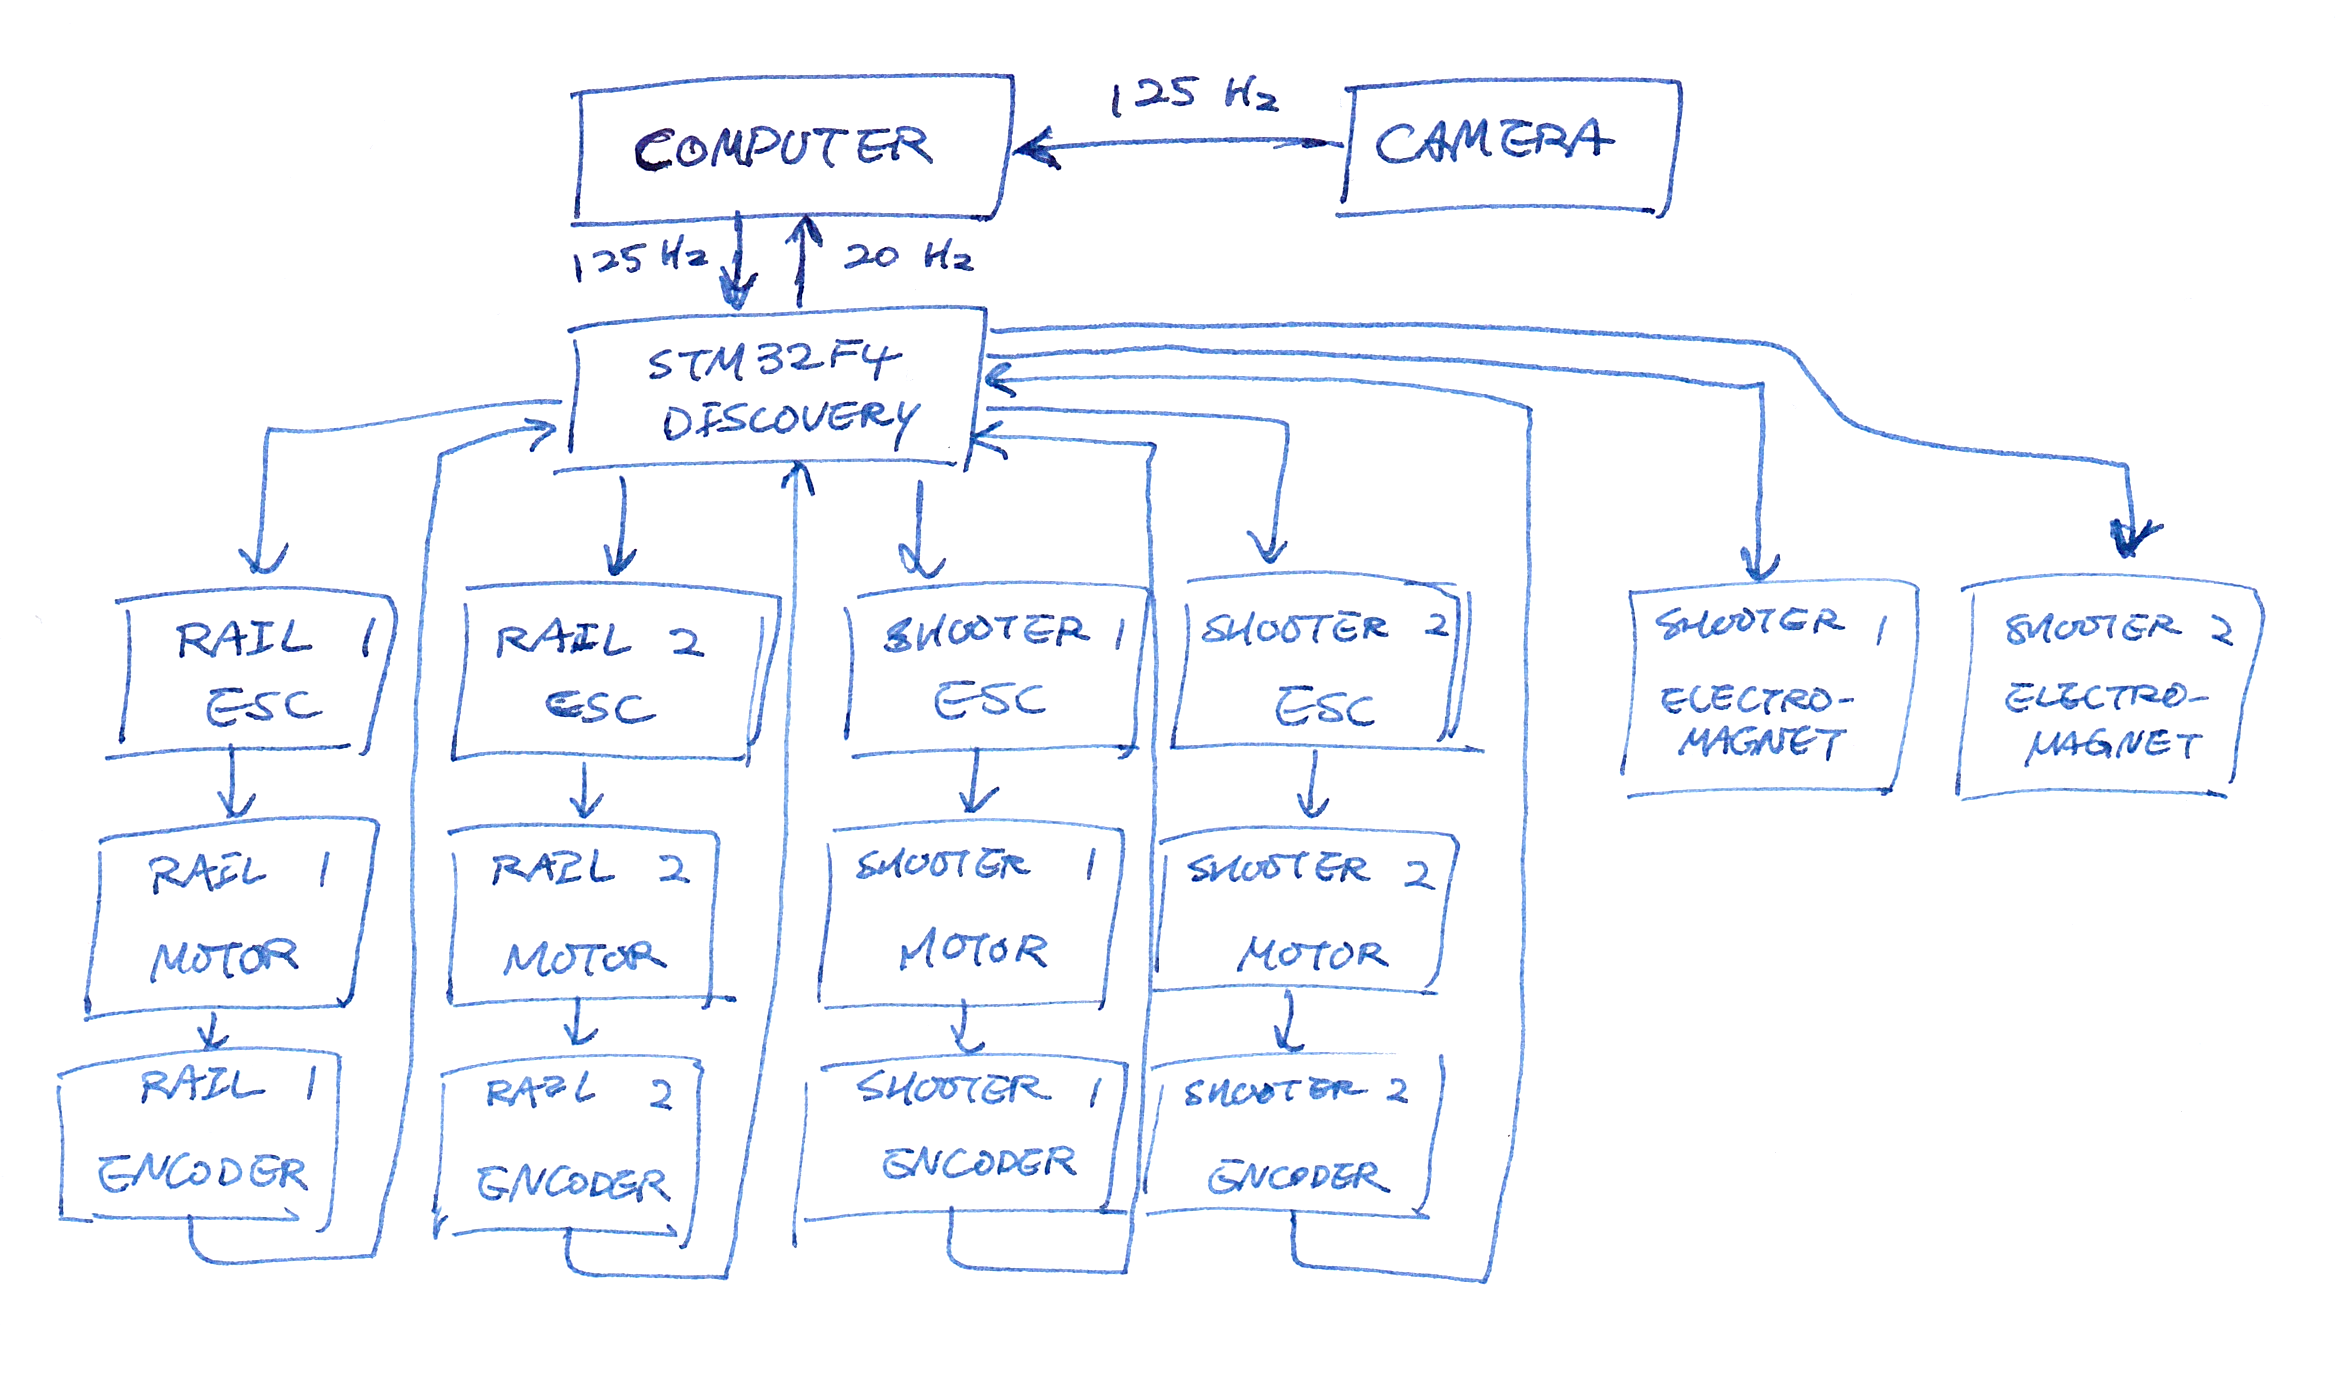 125 Hz
COMPUTER
CAMERA
125 Hz
20 Hz
STM32F4
DISCOVERY
RAIL 1
ESC
RAIL 2
ESC
SHOOTER 1
ESC
SHOOTER 2
ESC
SHOOTER 1
ELECTRO-
MAGNET
SHOOTER 2
ELECTRO-
MAGNET
RAIL 1
MOTOR
RAIL 2
MOTOR
SHOOTER 1
MOTOR
SHOOTER 2
MOTOR
RAIL 1
ENCODER
RAIL 2
ENCODER
SHOOTER 1
ENCODER
SHOOTER 2
ENCODER